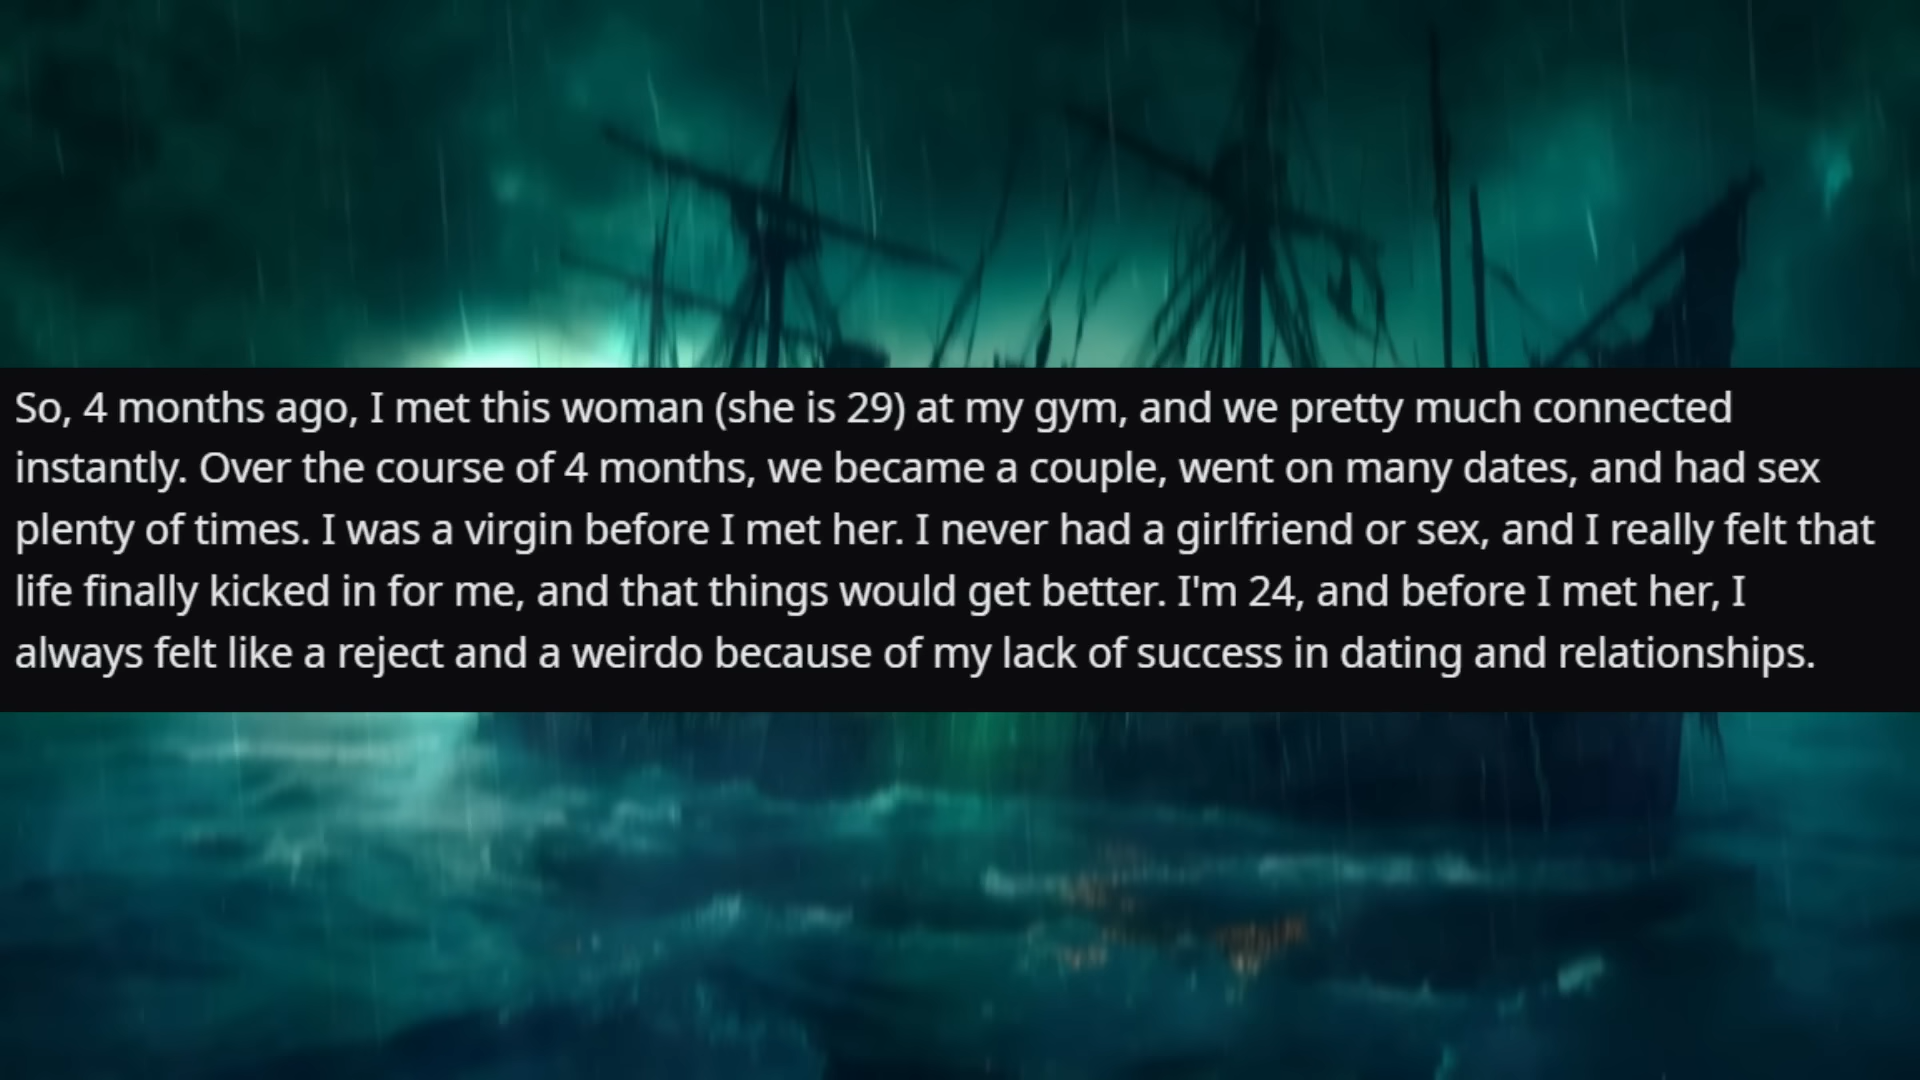 So, 4 months ago, I met this woman (she is 29) at my gym, and we pretty much connected
instantly. Over the course of 4 months, we became a couple, went on many dates, and had sex
plenty of times. I was a virgin before I met her. I never had a girlfriend or sex, and I really felt that
life finally kicked in for me, and that things would get better. I'm 24, and before I met her, I
always felt like a reject and a weirdo because of my lack of success in dating and relationships.